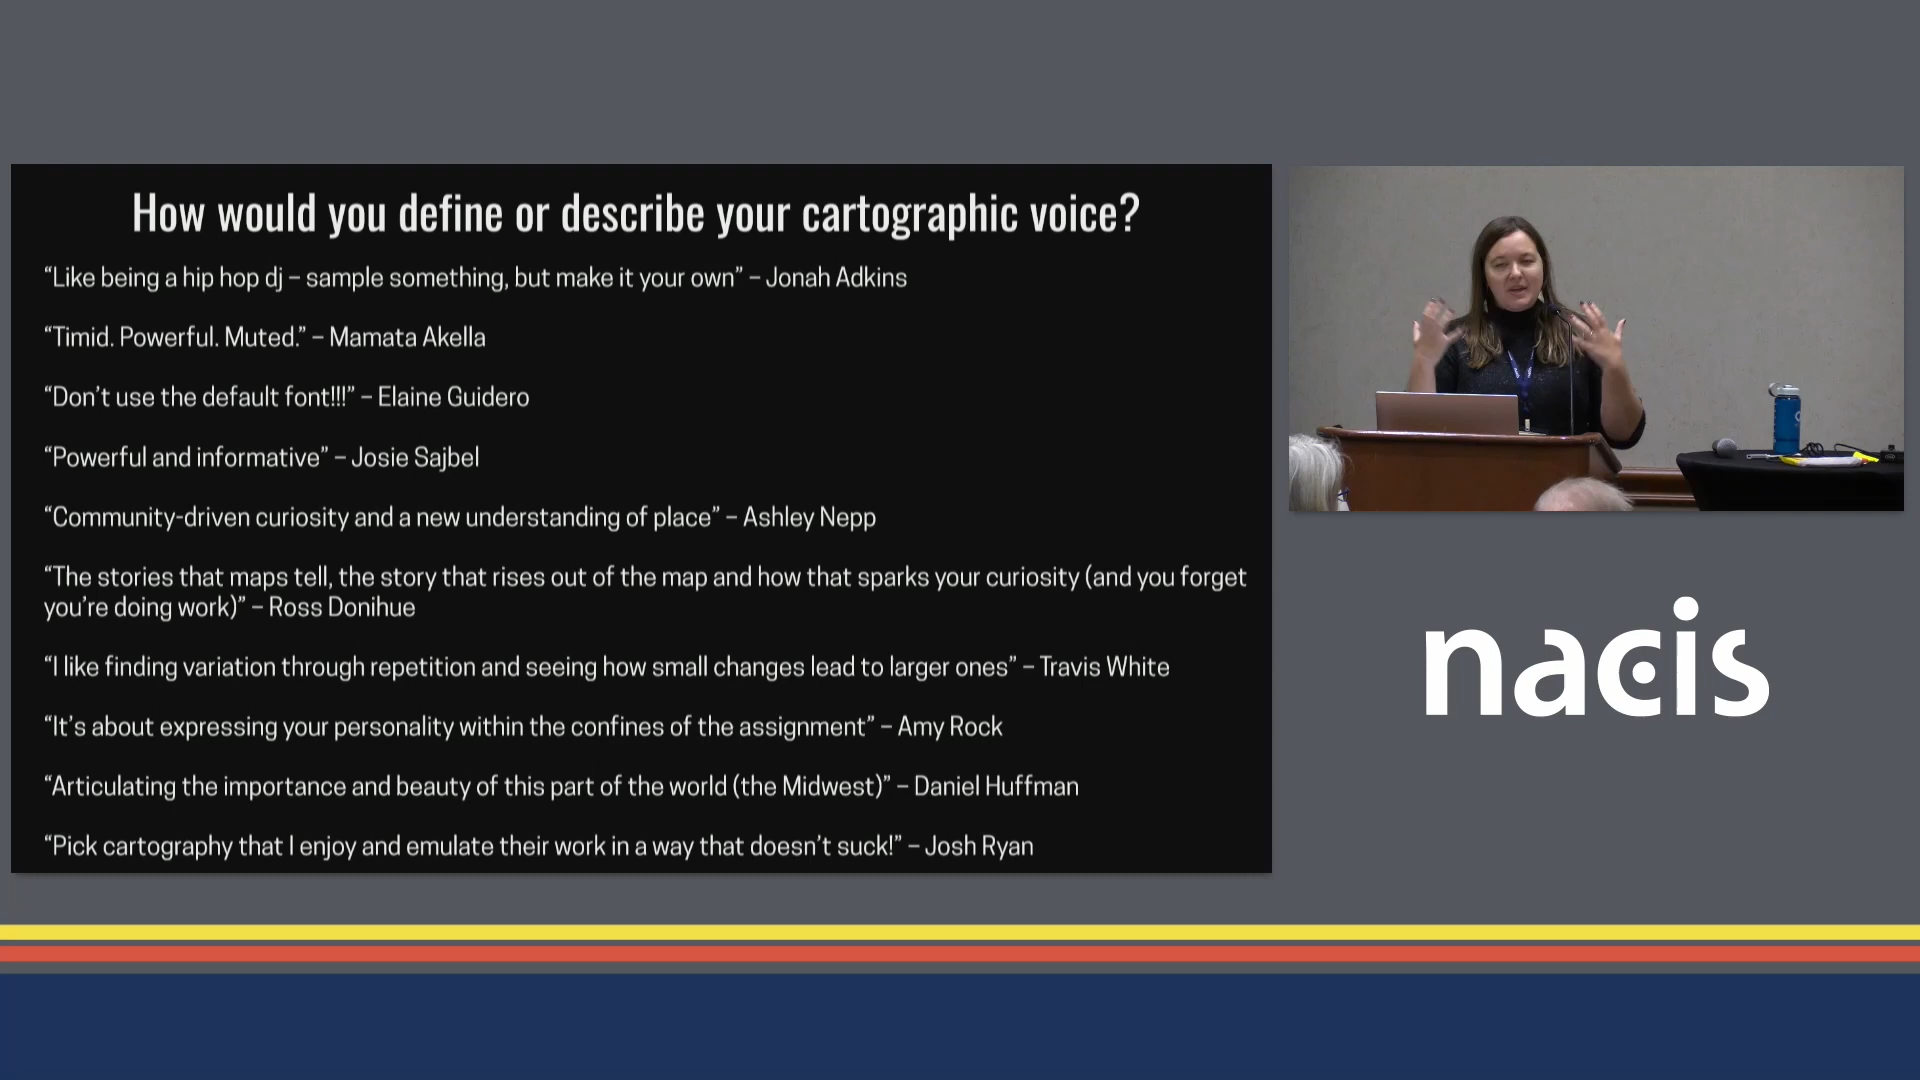 How would you define or describe your cartographic voice?
“Like being a hip hop dj – sample something, but make it your own” – Jonah Adkins
“Timid. Powerful. Muted.” – Mamata Akella
“Don’t use the default font!!!” – Elaine Guidero
“Powerful and informative” – Josie Sajbel
“Community-driven curiosity and a new understanding of place” – Ashley Nepp
“The stories that maps tell, the story that rises out of the map and how that sparks your curiosity (and you forget
you’re doing work)” – Ross Donihue
“I like finding variation through repetition and seeing how small changes lead to larger ones” – Travis White
“It’s about expressing your personality within the confines of the assignment” – Amy Rock
“Articulating the importance and beauty of this part of the world (the Midwest)” – Daniel Huffman
“Pick cartography that I enjoy and emulate their work in a way that doesn’t suck!” – Josh Ryan
nacis